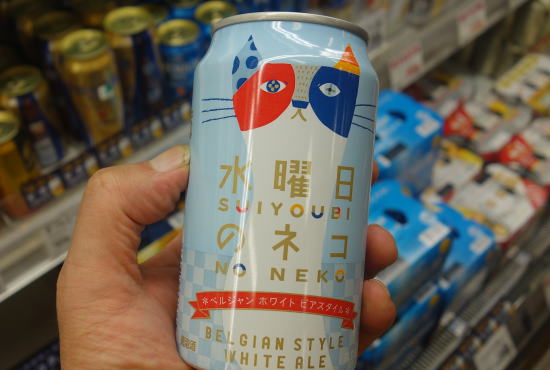 水曜日
SUIYOUBI
のネコ
NO NEKO
*ベルジャン ホワイト ビアスタイル*
BELGIAN STYLE
WHITE ALE